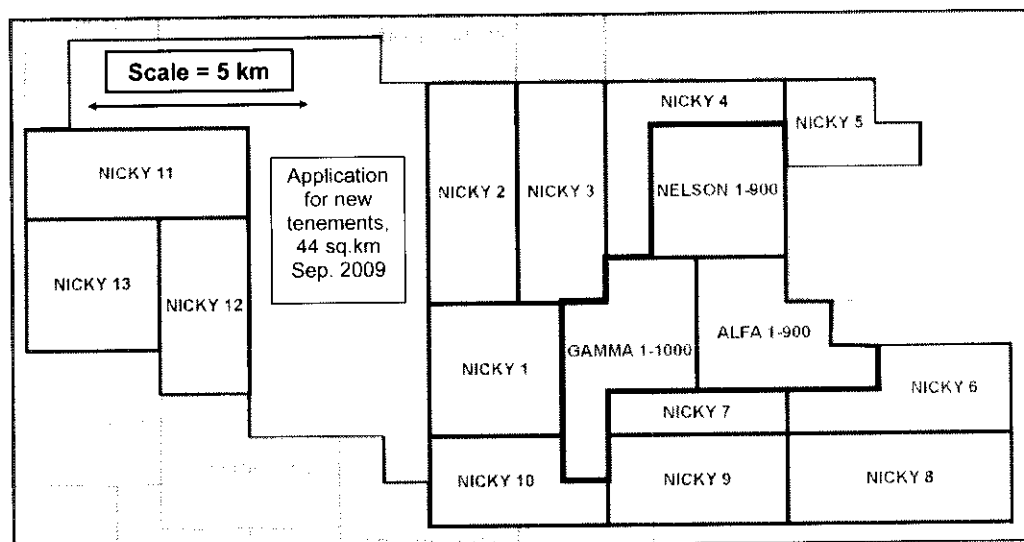 Scale = 5 km
NICKY 4
NICKY 5
NICKY 11
Application
for new
tenements,
44 sq.km
Sep. 2009
NICKY 2
NICKY 3
NELSON 1-900
NICKY 13
NICKY 12
NICKY 1
GAMMA 1-1000
ALFA 1-900
NICKY 6
NICKY 7
NICKY 10
NICKY 9
NICKY 8